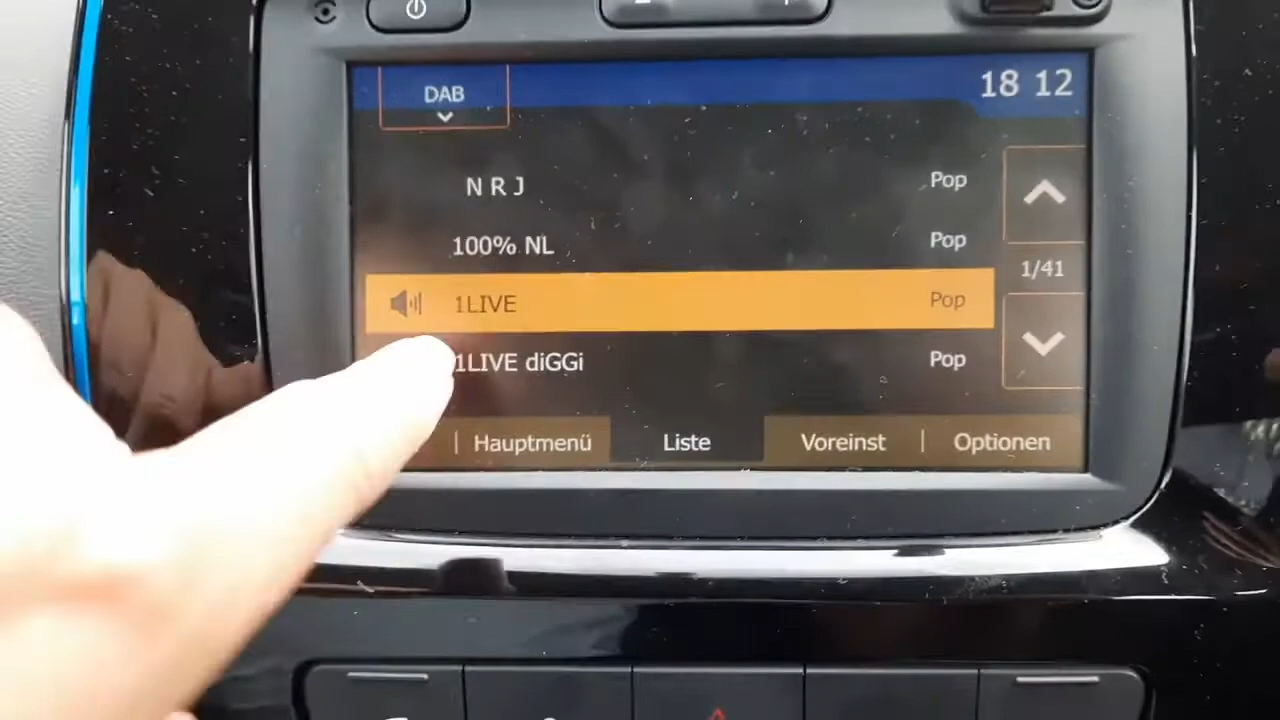 DAB
18 12
N R J Pop
100% NL Pop
1/41
1LIVE Pop
1LIVE diGGi Pop
Hauptmenü | Liste Voreinst | Optionen